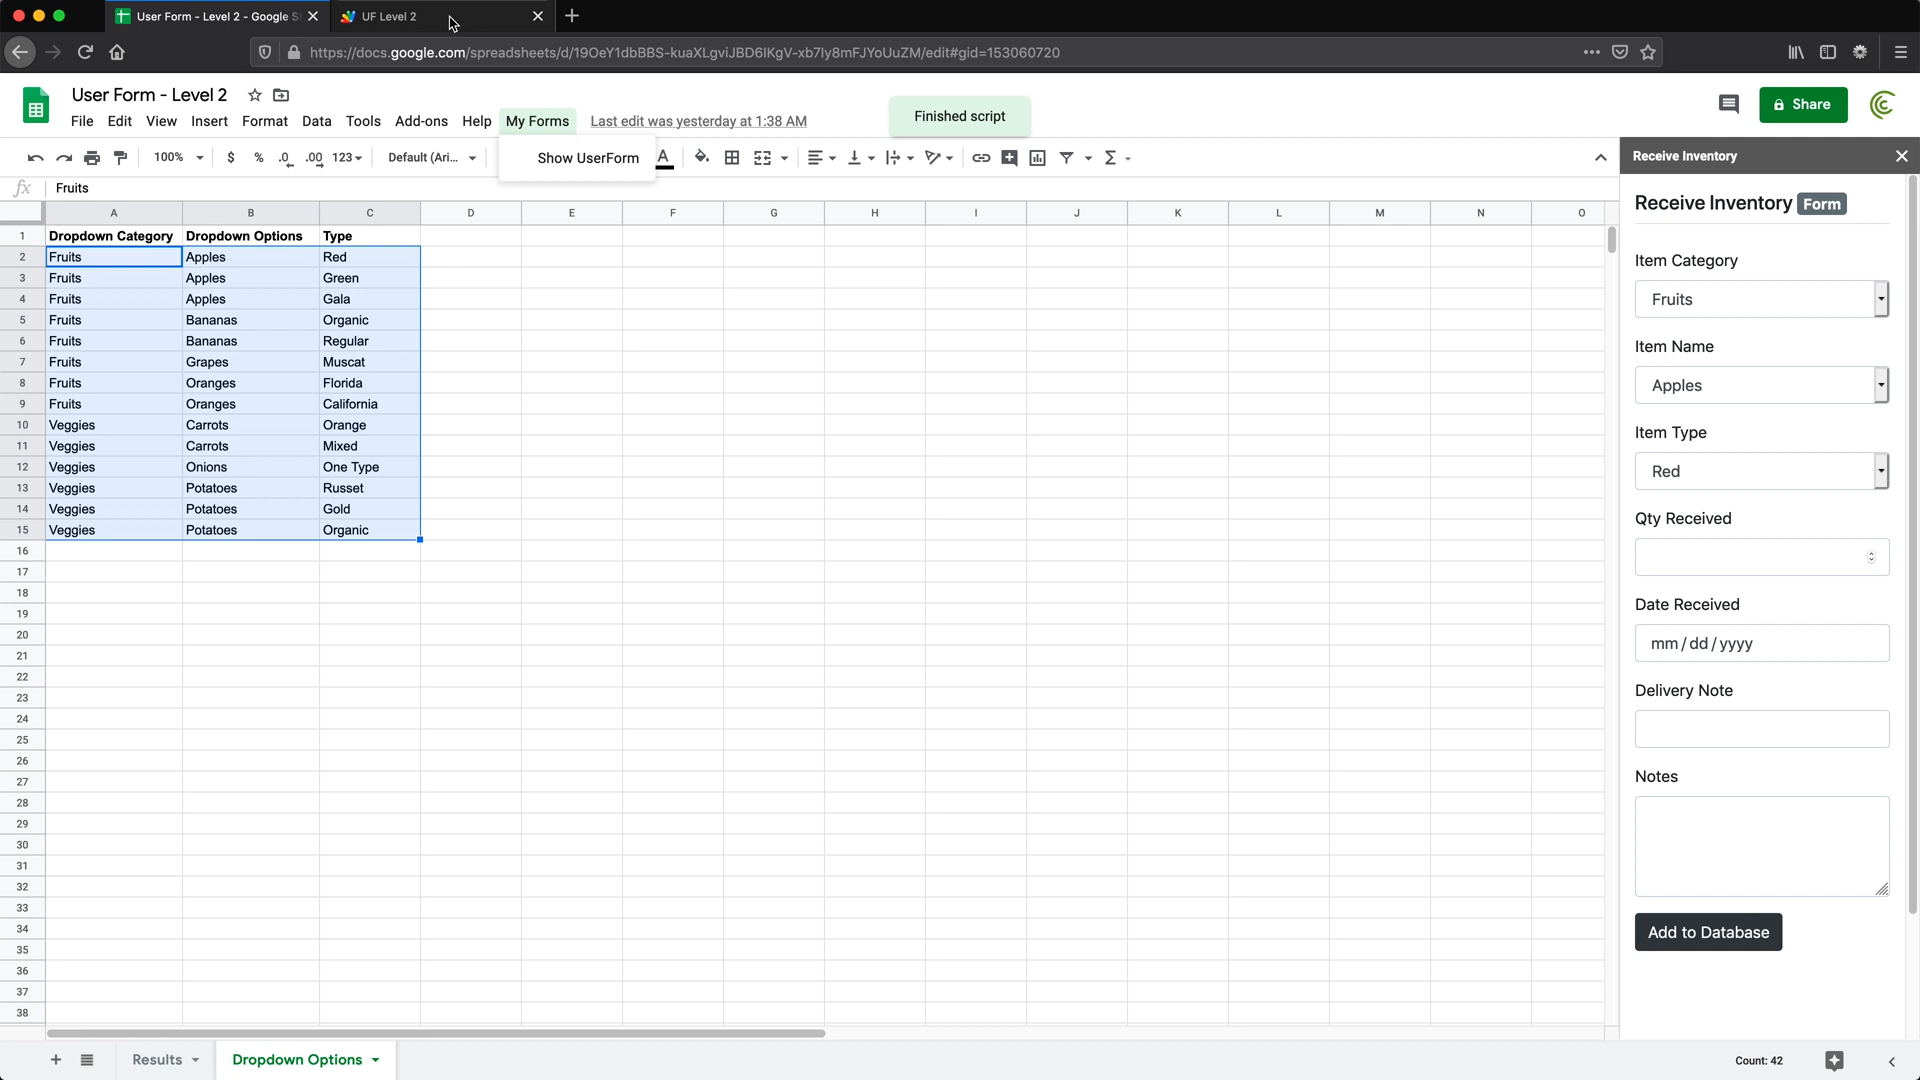 User Form - Level 2 - Google S
UF Level 2
https://docs.google.com/spreadsheets/d/19OeY1dbBBS-kuaXLgviJBD6IKgV-xb7Iy8mFJYoUuZM/edit#gid=153060720
User Form - Level 2
File Edit View Insert Format Data Tools Add-ons Help My Forms Last edit was yesterday at 1:38 AM
Finished script
Share
100% $ % .0 .00 123 Default (Ari... Show UserForm A Σ
Receive Inventory
fx Fruits
A B C D E F G H I J K L M N O
1 Dropdown Category Dropdown Options Type
2 Fruits Apples Red
3 Fruits Apples Green
4 Fruits Apples Gala
5 Fruits Bananas Organic
6 Fruits Bananas Regular
7 Fruits Grapes Muscat
8 Fruits Oranges Florida
9 Fruits Oranges California
10 Veggies Carrots Orange
11 Veggies Carrots Mixed
12 Veggies Onions One Type
13 Veggies Potatoes Russet
14 Veggies Potatoes Gold
15 Veggies Potatoes Organic
16
17
18
19
20
21
22
23
24
25
26
27
28
29
30
31
32
33
34
35
36
37
38
Receive Inventory Form
Item Category
Fruits
Item Name
Apples
Item Type
Red
Qty Received
Date Received
mm / dd / yyyy
Delivery Note
Notes
Add to Database
Results
Dropdown Options
Count: 42